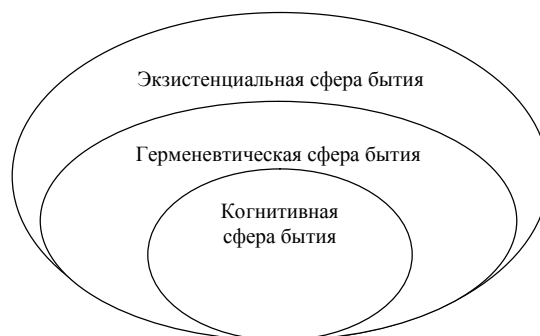 Экзистенциальная сфера бытия
Герменевтическая сфера бытия
Когнитивная
сфера бытия